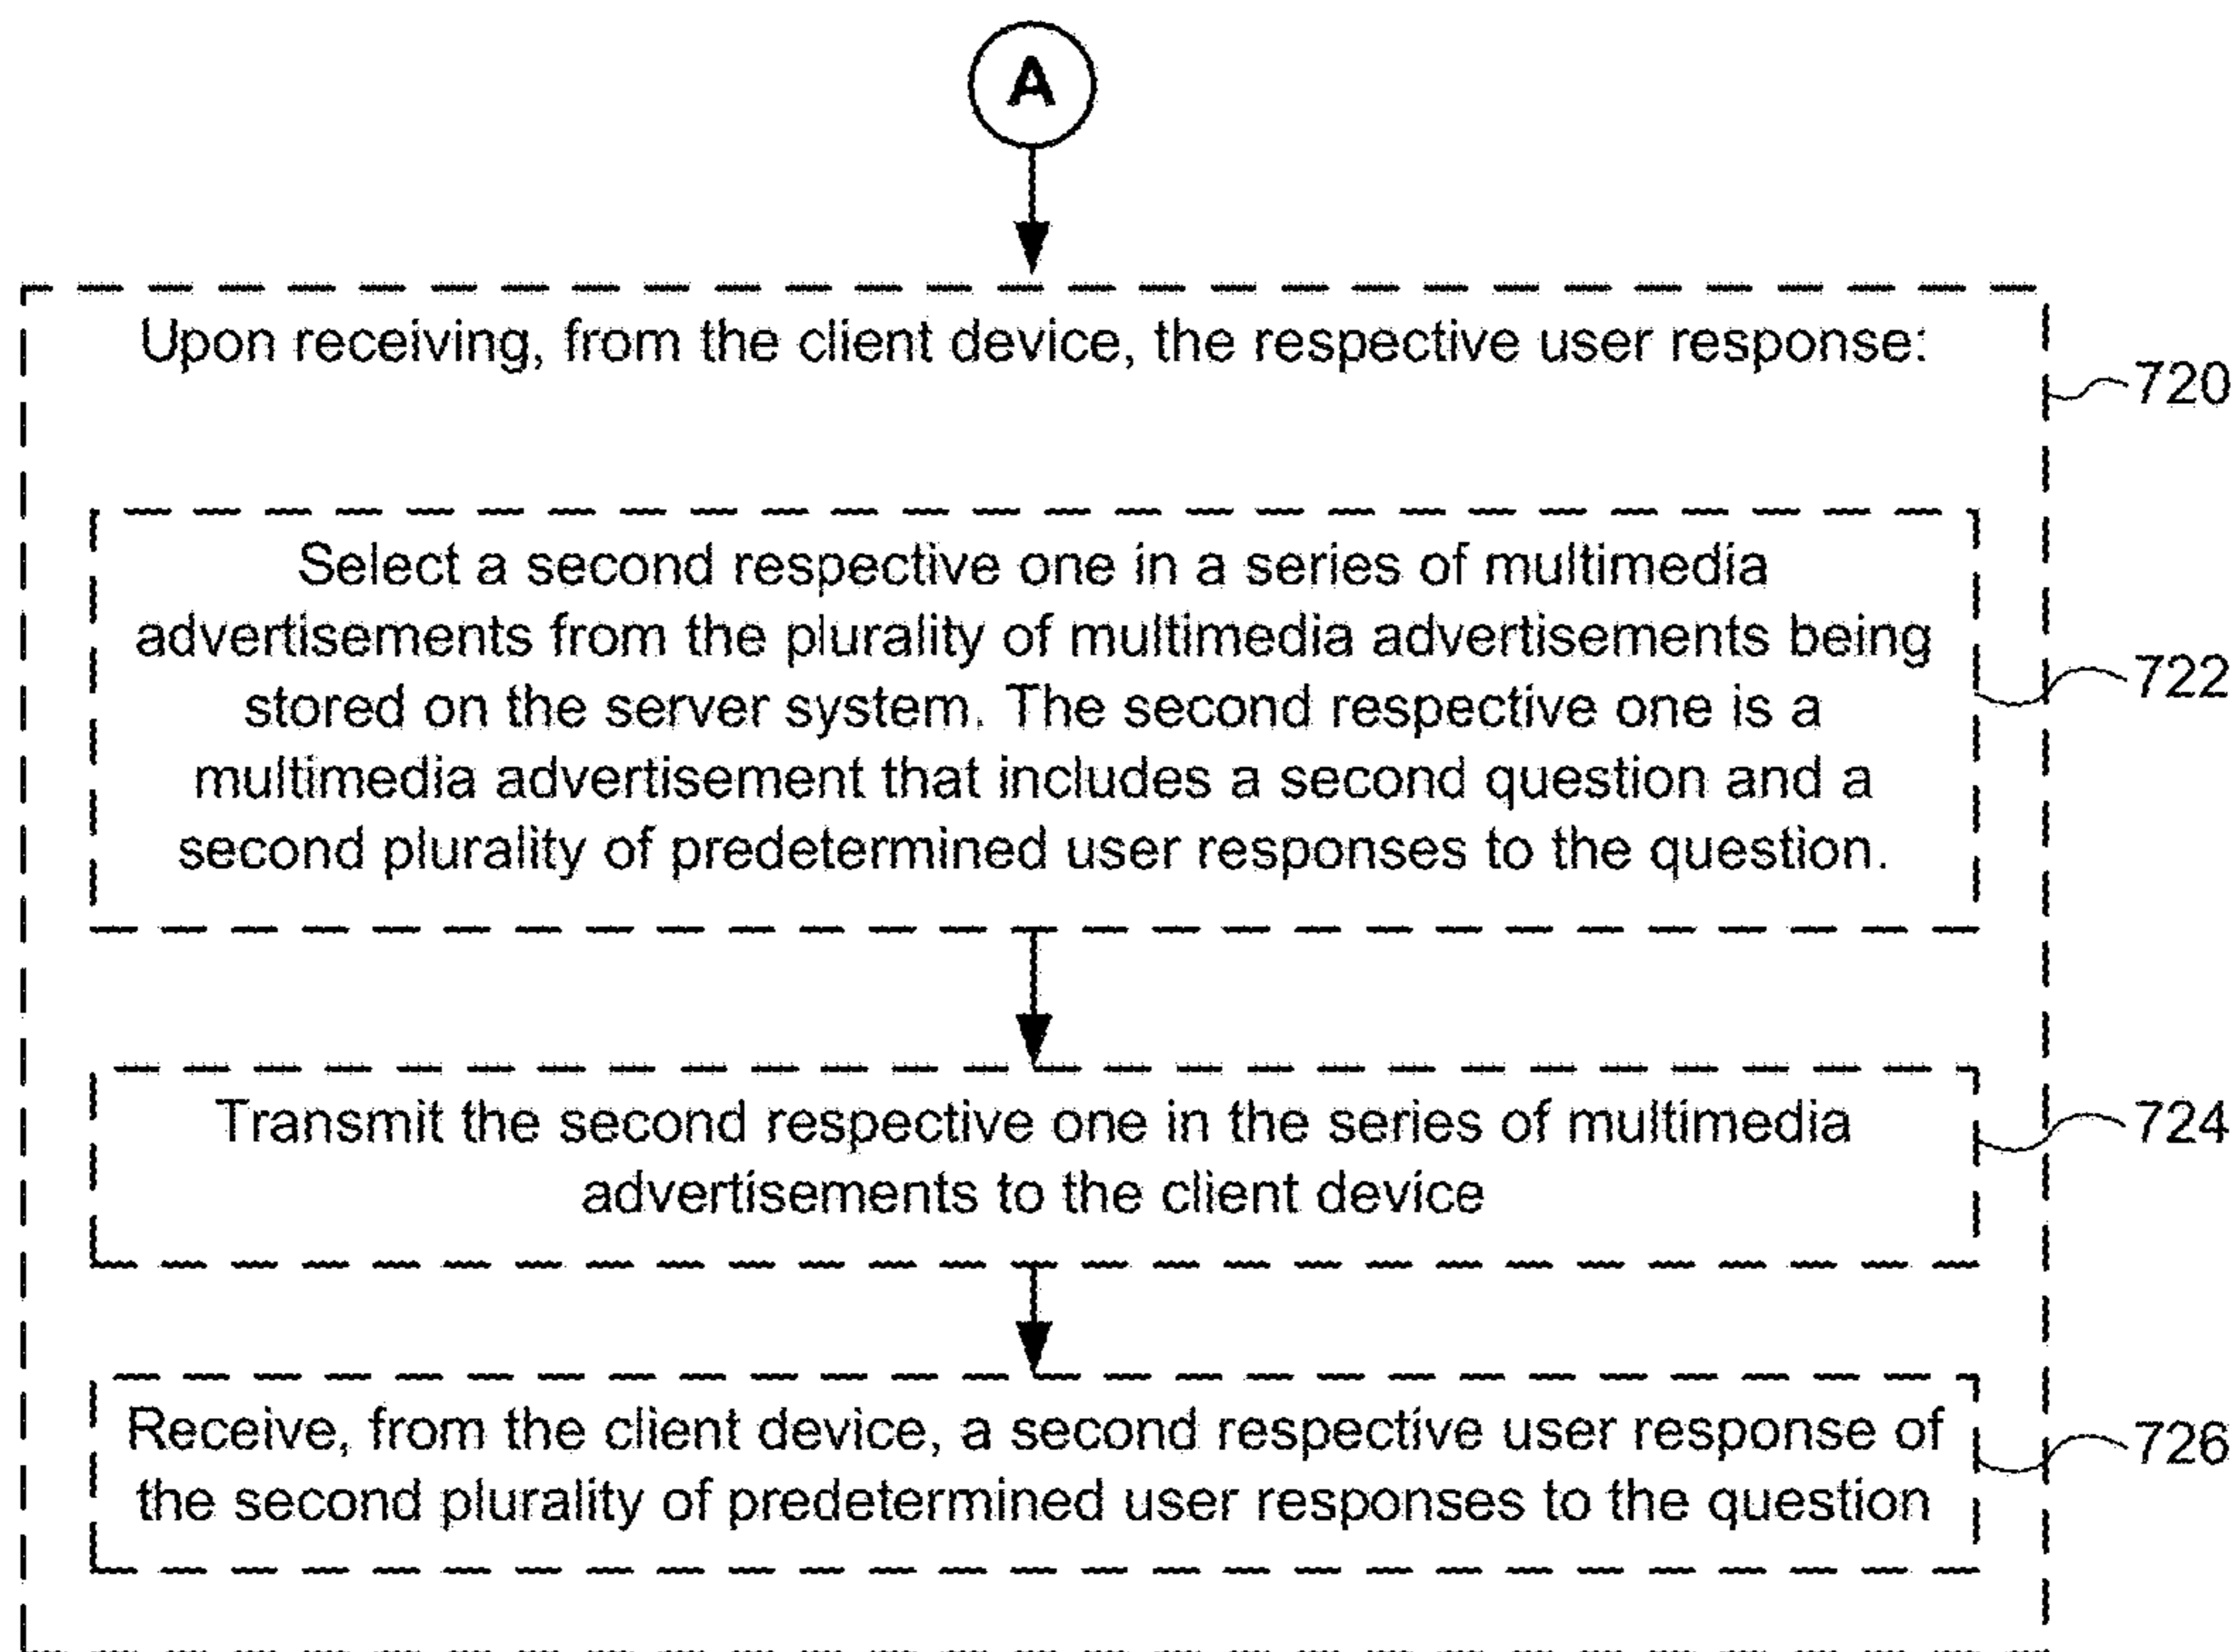 A
Upon receiving, from the client device, the respective user response:
720
Select a second respective one in a series of multimedia
advertisements from the plurality of multimedia advertisements being
stored on the server system. The second respective one is a
multimedia advertisement that includes a second question and a
second plurality of predetermined user responses to the question.
722
Transmit the second respective one in the series of multimedia
advertisements to the client device
724
Receive, from the client device, a second respective user response of
the second plurality of predetermined user responses to the question
726